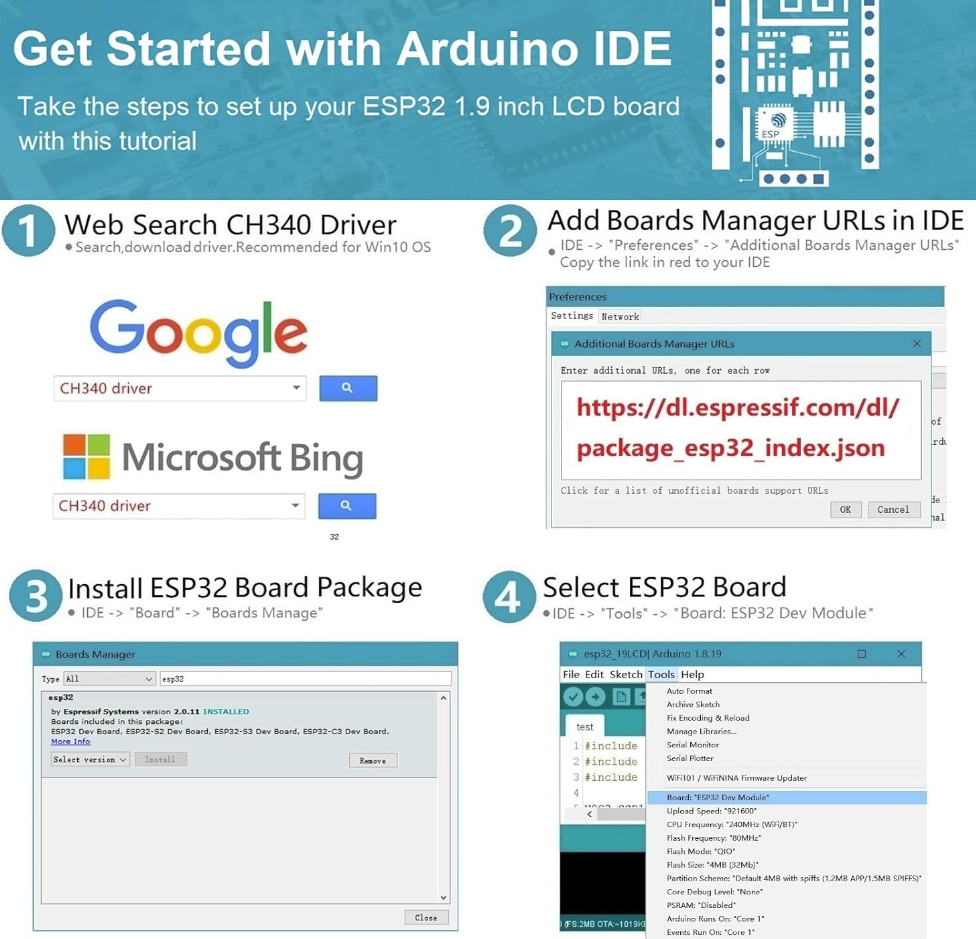 Get Started with Arduino IDE
Take the steps to set up your ESP32 1.9 inch LCD board
with this tutorial
ESP
1 Web Search CH340 Driver
• Search,download driver.Recommended for Win10 OS
Google
CH340 driver
Microsoft Bing
CH340 driver
32
2 Add Boards Manager URLs in IDE
• IDE -> "Preferences" -> "Additional Boards Manager URLs"
Copy the link in red to your IDE
Preferences
Settings Network
Additional Boards Manager URLs
Enter additional URLs, one for each row
https://dl.espressif.com/dl/
package_esp32_index.json
Click for a list of unofficial boards support URLs
OK Cancel
of
3 Install ESP32 Board Package
• IDE -> "Board" -> "Boards Manage"
Boards Manager
Type All esp32
esp32
by Espressif Systems version 2.0.11 INSTALLED
Boards included in this package:
ESP32 Dev Board, ESP32-S2 Dev Board, ESP32-S3 Dev Board, ESP32-C3 Dev Board.
More Info
Select version Install Remove
Close
4 Select ESP32 Board
•IDE -> "Tools" -> "Board: ESP32 Dev Module"
esp32_19LCD| Arduino 1.8.19
File Edit Sketch Tools Help
test
1 #include
2 #include
3 #include
4
Auto Format
Archive Sketch
Fix Encoding & Reload
Manage Libraries...
Serial Monitor
Serial Plotter
WiFi101 / WiFiNINA Firmware Updater
Board: "ESP32 Dev Module"
Upload Speed: "921600"
CPU Frequency: "240MHz (WiFi/BT)"
Flash Frequency: "80MHz"
Flash Mode: "QIO"
Flash Size: "4MB (32Mb)"
Partition Scheme: "Default 4MB with spiffs (1.2MB APP/1.5MB SPIFFS)"
Core Debug Level: "None"
PSRAM: "Disabled"
Arduino Runs On: "Core 1"
Events Run On: "Core 1"
(FS:2MB OTA:~1019KB